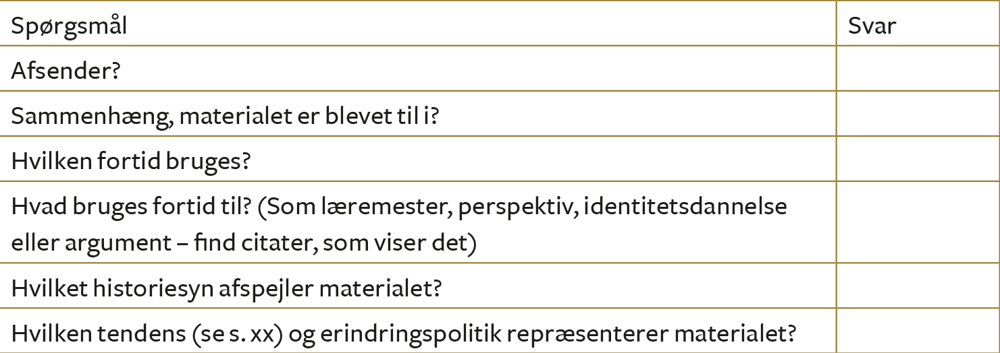 Spørgsmål
Svar
Afsender?
Sammenhæng, materialet er blevet til i?
Hvilken fortid bruges?
Hvad bruges fortid til? (Som læremester, perspektiv, identitetsdannelse
eller argument – find citater, som viser det)
Hvilket historiesyn afspejler materialet?
Hvilken tendens (se s. xx) og erindringspolitik repræsenterer materialet?